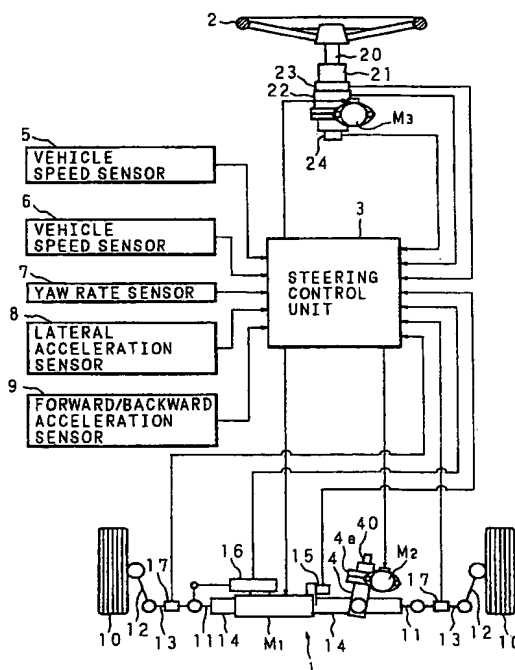 2
20
23
21
22
M3
24
5
VEHICLE
SPEED SENSOR
6
VEHICLE
SPEED SENSOR
7
YAW RATE SENSOR
8
LATERAL
ACCELERATION
SENSOR
9
FORWARD/BACKWARD
ACCELERATION
SENSOR
3
STEERING
CONTROL
UNIT
40
4a
4
M2
16
15
17
17
10
12
13
11
14
M1
14
11
13
12
10
1